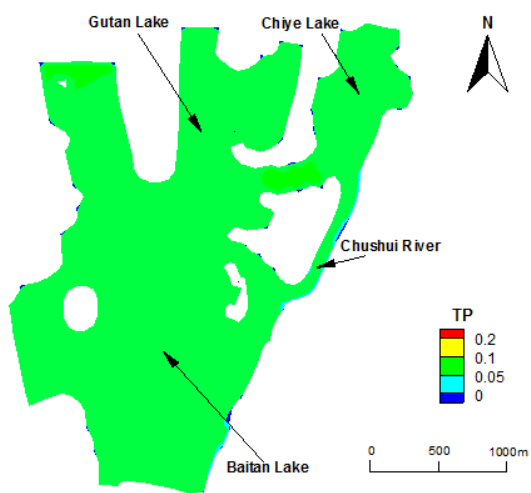 Gutan Lake
Chiye Lake
N
Chushui River
TP
0.2
0.1
0.05
0
Baitan Lake
0 500 1000m